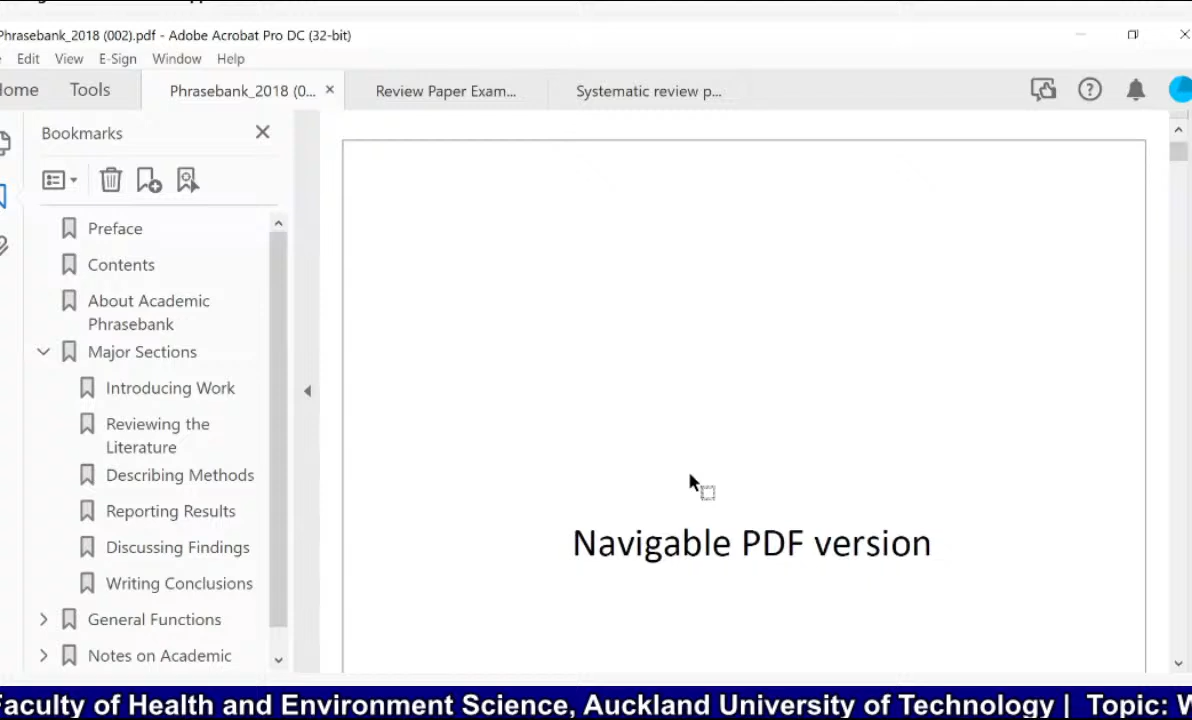 Phrasebank_2018 (002).pdf - Adobe Acrobat Pro DC (32-bit)
Edit View E-Sign Window Help
ome Tools Phrasebank_2018 (0... × Review Paper Exam... Systematic review p...
Bookmarks
Preface
Contents
About Academic
Phrasebank
Major Sections
Introducing Work
Reviewing the
Literature
Describing Methods
Reporting Results
Discussing Findings
Writing Conclusions
General Functions
Notes on Academic
Navigable PDF version
Faculty of Health and Environment Science, Auckland University of Technology | Topic: W